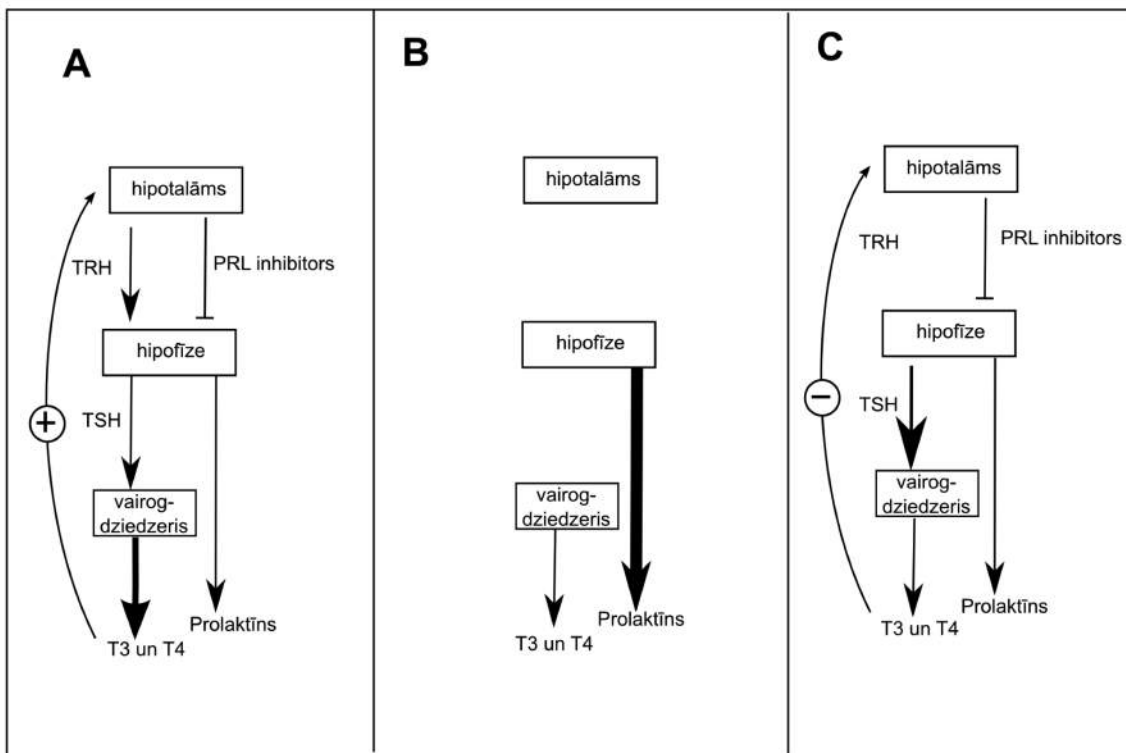 A
hipotalāms
TRH
PRL inhibitors
hipofīze
+
TSH
vairog-
dziedzeris
Prolaktīns
T3 un T4
B
hipotalāms
hipofīze
vairog-
dziedzeris
Prolaktīns
T3 un T4
C
hipotalāms
TRH
PRL inhibitors
hipofīze
−
TSH
vairog-
dziedzeris
Prolaktīns
T3 un T4